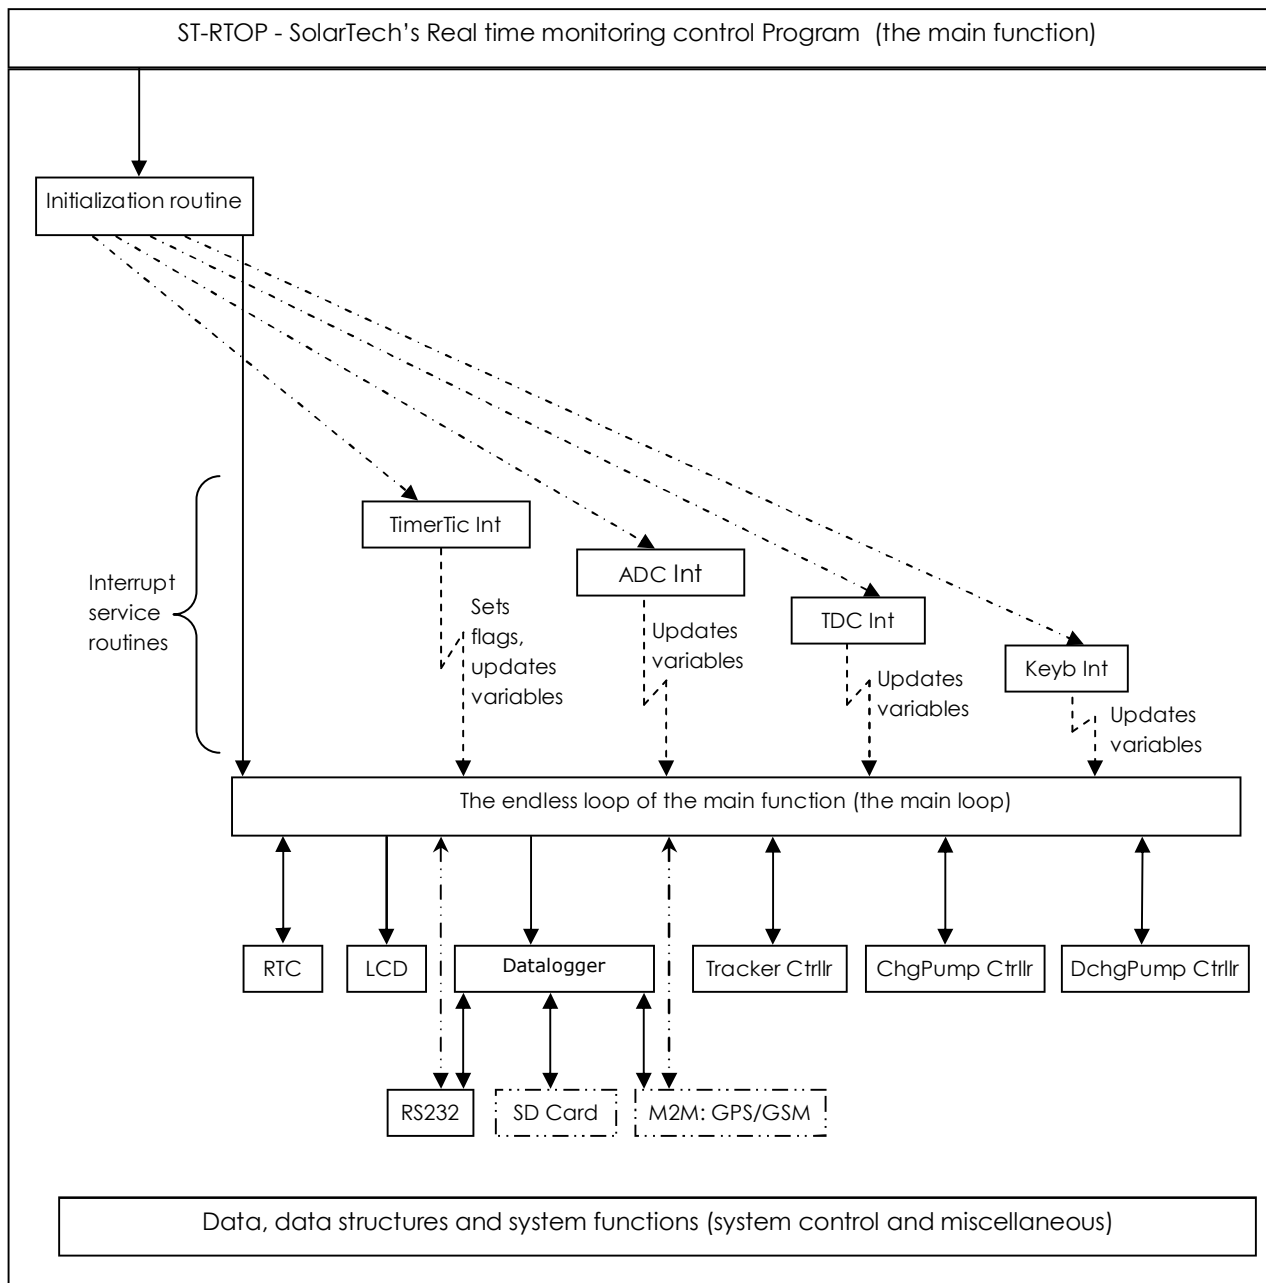 ST-RTOP - SolarTech's Real time monitoring control Program (the main function)
Initialization routine
TimerTic Int
ADC Int
TDC Int
Keyb Int
Interrupt
service
routines
Sets
flags,
updates
variables
Updates
variables
Updates
variables
Updates
variables
The endless loop of the main function (the main loop)
RTC
LCD
Datalogger
Tracker Ctrllr
ChgPump Ctrllr
DchgPump Ctrllr
RS232
SD Card
M2M: GPS/GSM
Data, data structures and system functions (system control and miscellaneous)